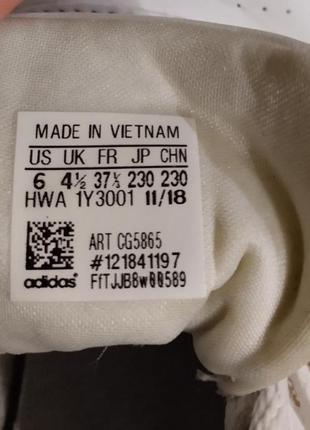 MADE IN VIETNAM
US UK FR JP CHN
6 4½ 37⅓ 230 230
HWA 1Y3001 11/18
ART CG5865
#121841197
adidas FfTJJB8w00589